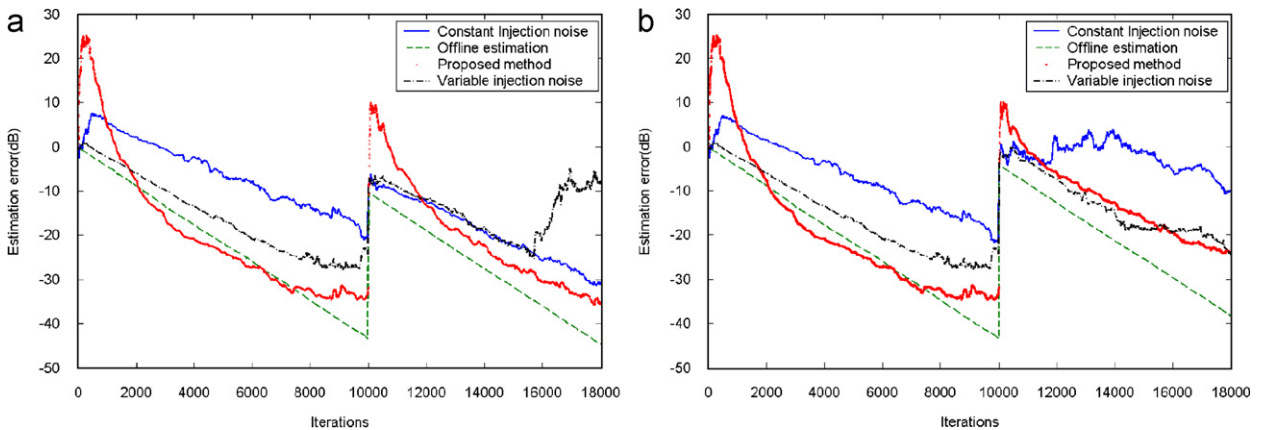 a
30
20
10
0
-10
-20
-30
-40
-50
Estimation error(dB)
0 2000 4000 6000 8000 10000 12000 14000 16000 18000
Iterations
Constant Injection noise
Offline estimation
Proposed method
Variable injection noise
b
30
20
10
0
-10
-20
-30
-40
-50
Estimation error(dB)
0 2000 4000 6000 8000 10000 12000 14000 16000 18000
Iterations
Constant Injection noise
Offline estimation
Proposed method
Variable injection noise